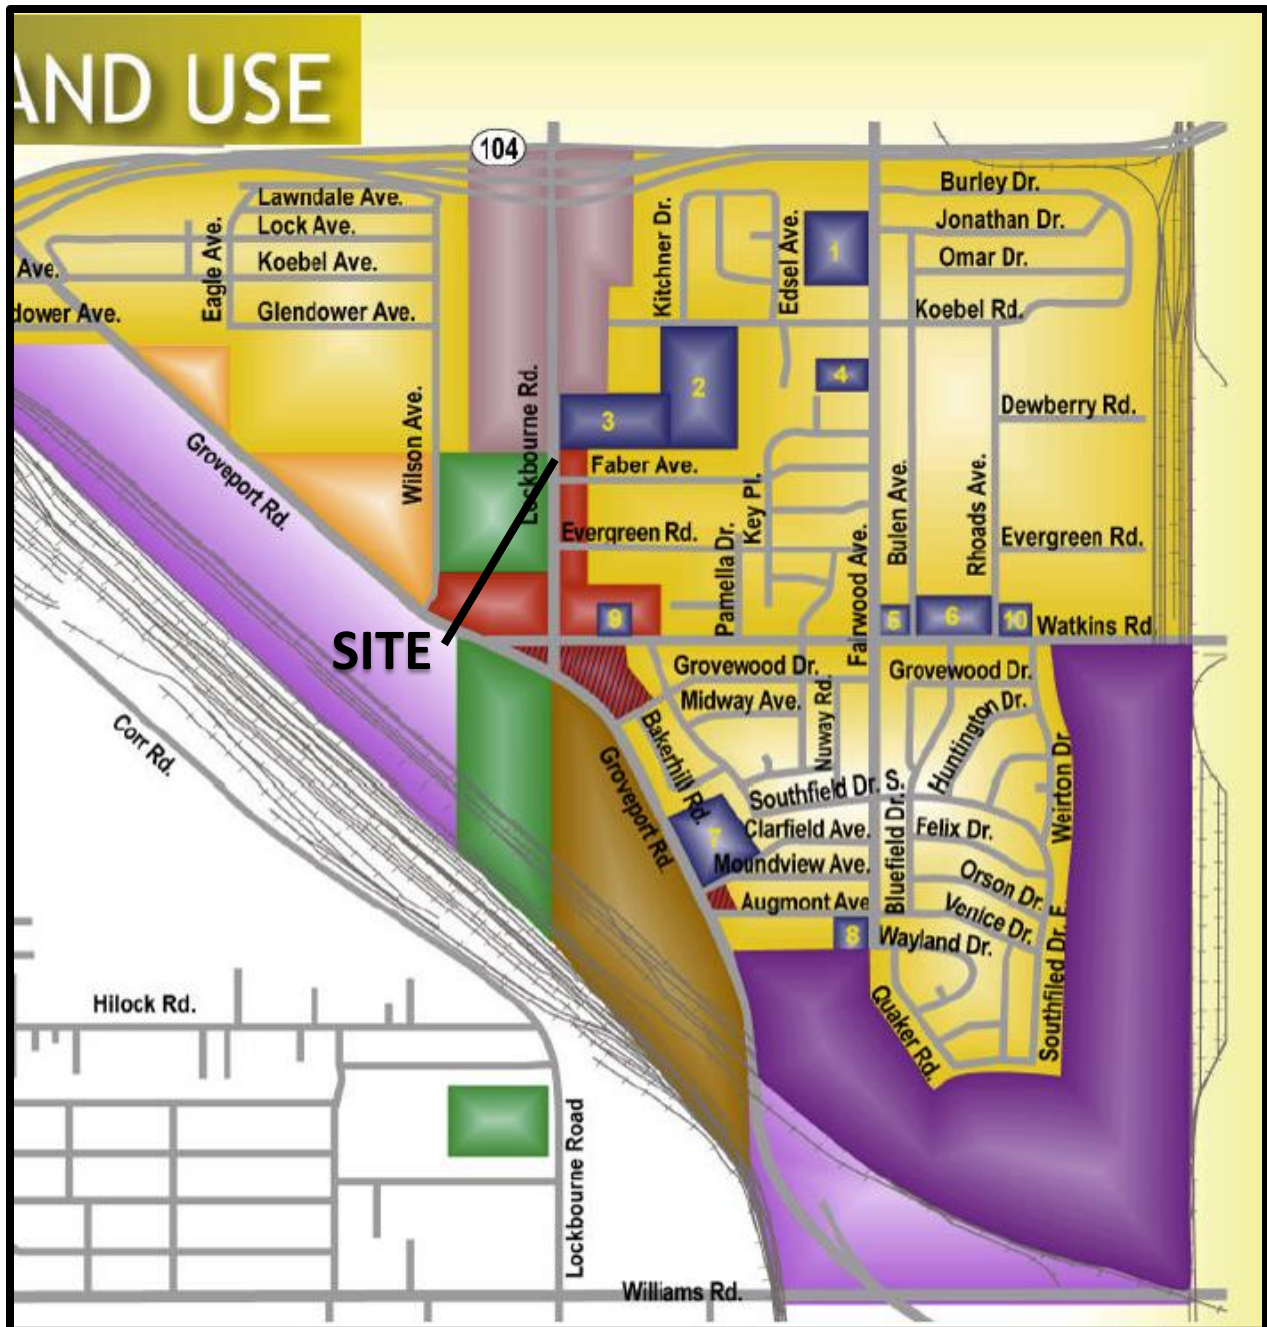 AND USE
104
Lawndale Ave.
Lock Ave.
Eagle Ave.
Ave.
Koebel Ave.
dower Ave.
Glendower Ave.
Kitchner Dr.
Edsel Ave.
1
Burley Dr.
Jonathan Dr.
Omar Dr.
Koebel Rd.
2
3
4
Lockbourne Rd.
Wilson Ave.
Groveport Rd.
Dewberry Rd.
Faber Ave.
Key Pl.
Evergreen Rd.
Pamella Dr.
Fairwood Ave.
Bulen Ave.
Rhoads Ave.
Evergreen Rd.
9
5
6
10
Watkins Rd.
SITE
Grovewood Dr.
Grovewood Dr.
Midway Ave.
Nuway Rd.
Huntington Dr.
Bakerhill Rd.
Corr Rd.
Groveport Rd.
Southfield Dr. S.
Weirton Dr.
7
Clarfield Ave.
Bluefield Dr.
Felix Dr.
Moundview Ave.
Orson Dr.
Augmont Ave
Venice Dr.
8
Wayland Dr.
Southfiled Dr. E.
Quaker Rd.
Hilock Rd.
Lockbourne Road
Williams Rd.